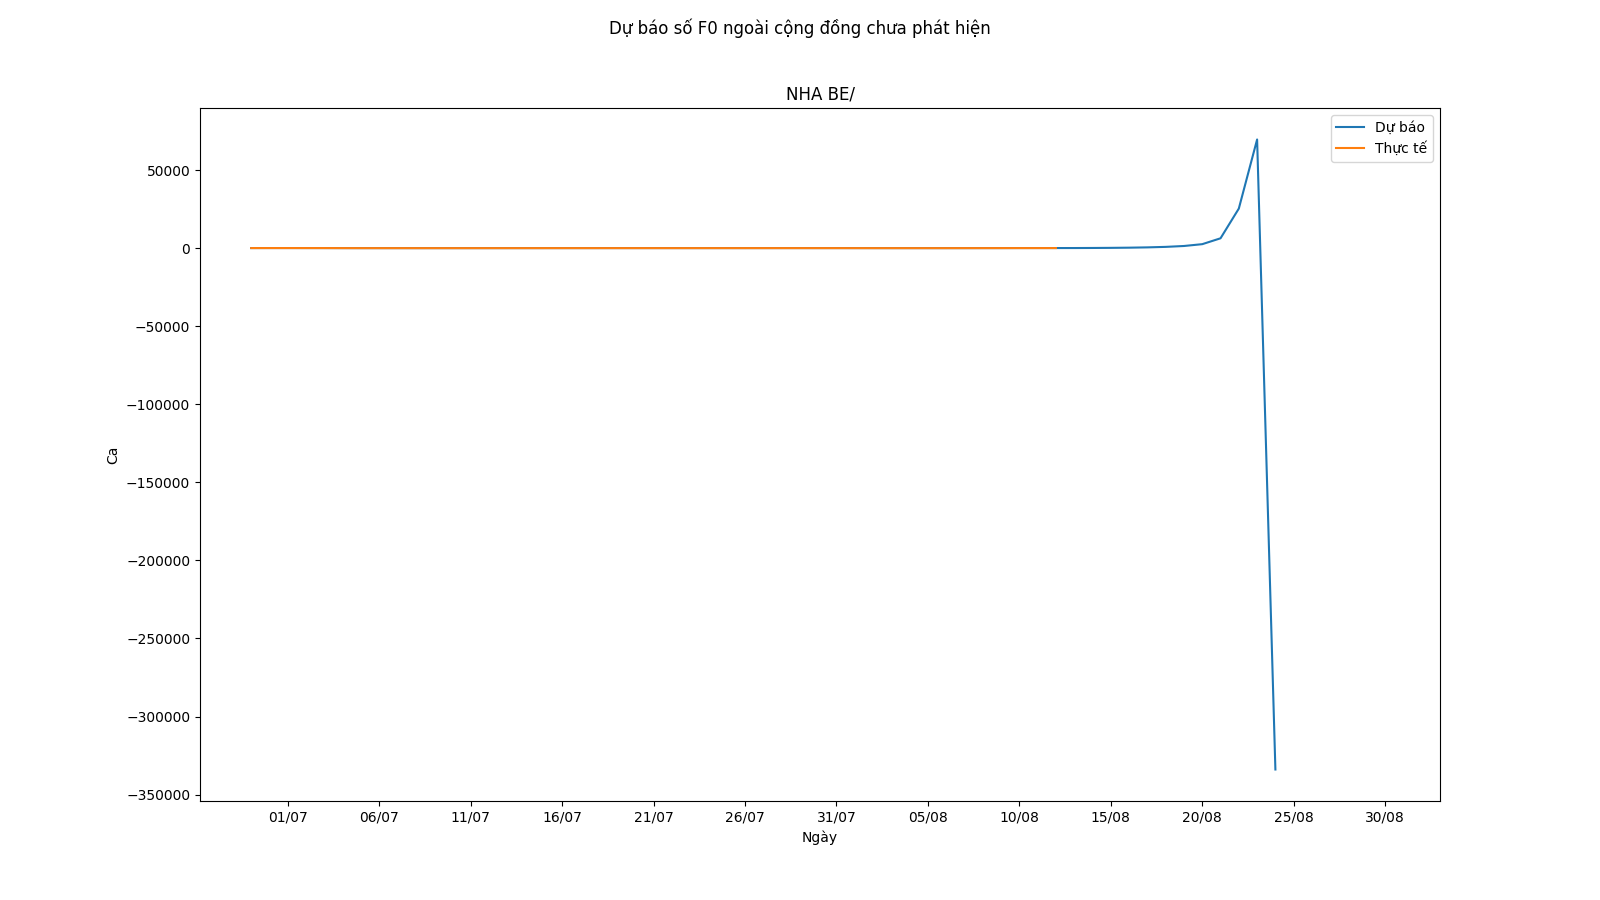 Dự báo số F0 ngoài cộng đồng chưa phát hiện
NHA BE/
Dự báo
Thực tế
50000
0
−50000
−100000
−150000
−200000
−250000
−300000
−350000
Ca
01/07 06/07 11/07 16/07 21/07 26/07 31/07 05/08 10/08 15/08 20/08 25/08 30/08
Ngày